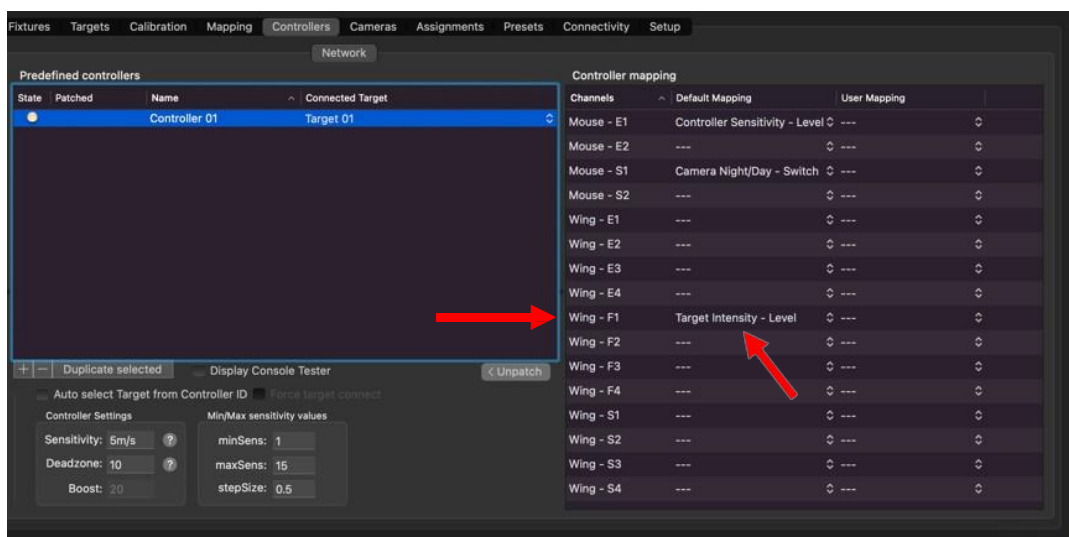 Fixtures Targets Calibration Mapping Controllers Cameras Assignments Presets Connectivity Setup
Network
Predefined controllers
State Patched Name Connected Target
Controller 01 Target 01
+ - Duplicate selected Display Console Tester < Unpatch
Auto select Target from Controller ID Force target connect
Controller Settings Min/Max sensitivity values
Sensitivity: 5m/s ? minSens: 1
Deadzone: 10 ? maxSens: 15
Boost: 20 stepSize: 0.5
Controller mapping
Channels Default Mapping User Mapping
Mouse - E1 Controller Sensitivity - Level ---
Mouse - E2 --- ---
Mouse - S1 Camera Night/Day - Switch ---
Mouse - S2 --- ---
Wing - E1 --- ---
Wing - E2 --- ---
Wing - E3 --- ---
Wing - E4 --- ---
Wing - F1 Target Intensity - Level ---
Wing - F2 --- ---
Wing - F3 --- ---
Wing - F4 --- ---
Wing - S1 --- ---
Wing - S2 --- ---
Wing - S3 --- ---
Wing - S4 --- ---